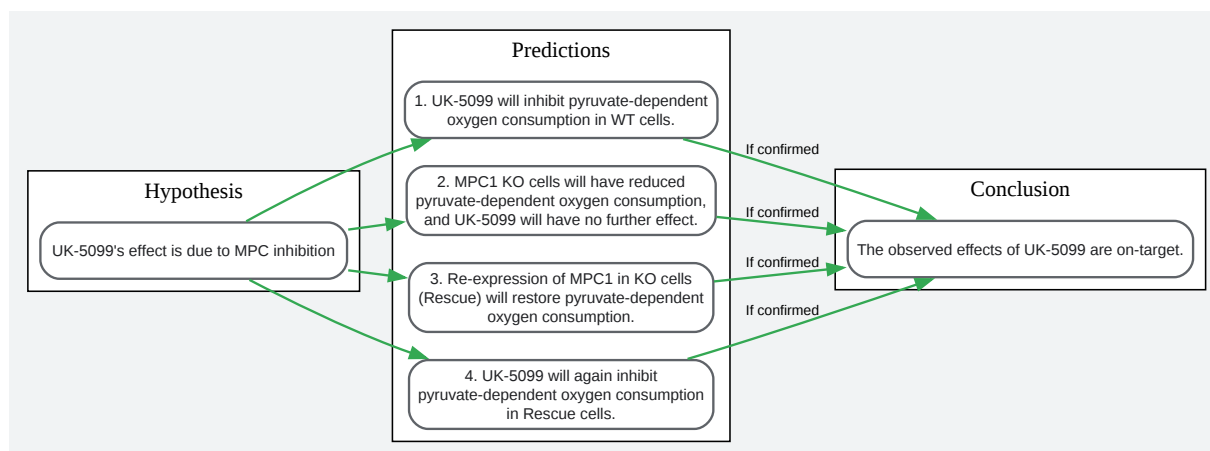 Hypothesis
UK-5099's effect is due to MPC inhibition
Predictions
1. UK-5099 will inhibit pyruvate-dependent
oxygen consumption in WT cells.
2. MPC1 KO cells will have reduced
pyruvate-dependent oxygen consumption,
and UK-5099 will have no further effect.
3. Re-expression of MPC1 in KO cells
(Rescue) will restore pyruvate-dependent
oxygen consumption.
4. UK-5099 will again inhibit
pyruvate-dependent oxygen consumption
in Rescue cells.
If confirmed
If confirmed
If confirmed
If confirmed
Conclusion
The observed effects of UK-5099 are on-target.